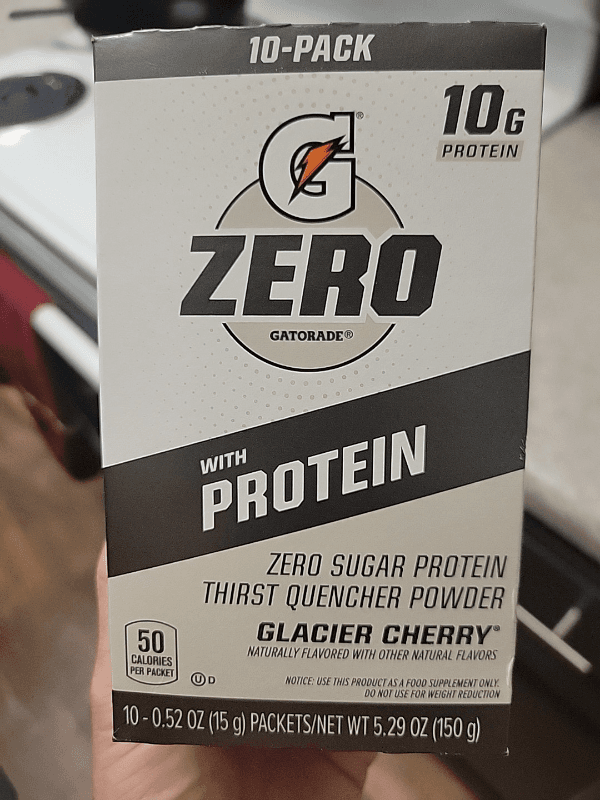 10-PACK
10G
PROTEIN
G®
ZERO
GATORADE®
WITH
PROTEIN
ZERO SUGAR PROTEIN
THIRST QUENCHER POWDER
GLACIER CHERRY®
NATURALLY FLAVORED WITH OTHER NATURAL FLAVORS
50
CALORIES
PER PACKET
U D
NOTICE: USE THIS PRODUCT AS A FOOD SUPPLEMENT ONLY.
DO NOT USE FOR WEIGHT REDUCTION
10 - 0.52 OZ (15 g) PACKETS/NET WT 5.29 OZ (150 g)